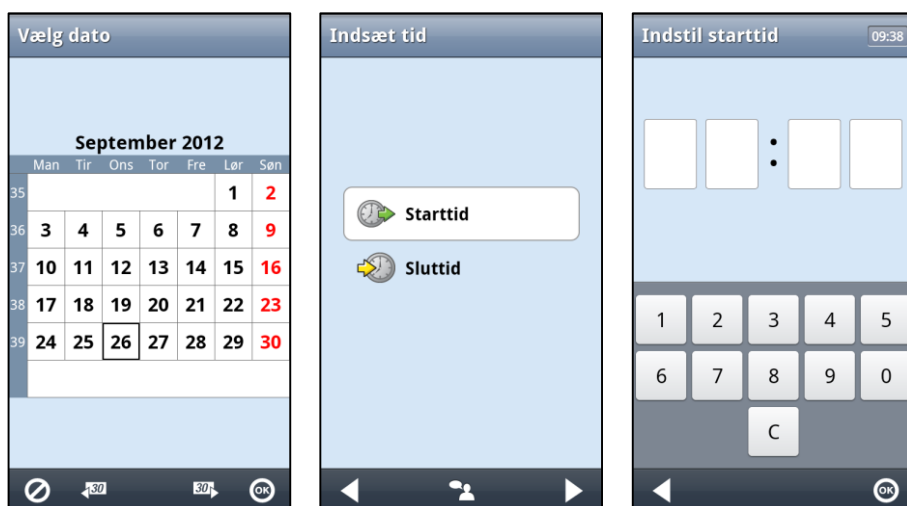 Vælg dato
September 2012
Man Tir Ons Tor Fre Lør Søn
35 1 2
36 3 4 5 6 7 8 9
37 10 11 12 13 14 15 16
38 17 18 19 20 21 22 23
39 24 25 26 27 28 29 30
30 30 OK
Indsæt tid
Starttid
Sluttid
Indstil starttid 09:38
:
1 2 3 4 5
6 7 8 9 0
C
OK